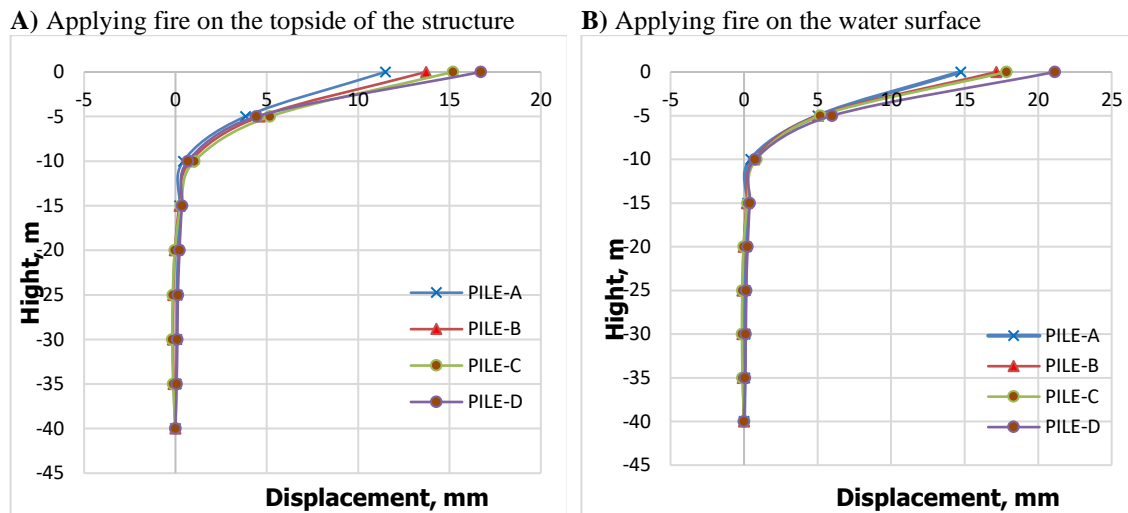 A) Applying fire on the topside of the structure
B) Applying fire on the water surface
0
-5 0 5 10 15 20
-5
-10
-15
-20
-25
-30
-35
-40
-45
Hight, m
PILE-A
PILE-B
PILE-C
PILE-D
Displacement, mm
0
-5 0 5 10 15 20 25
-5
-10
-15
-20
-25
-30
-35
-40
-45
Hight, m
PILE-A
PILE-B
PILE-C
PILE-D
Displacement, mm